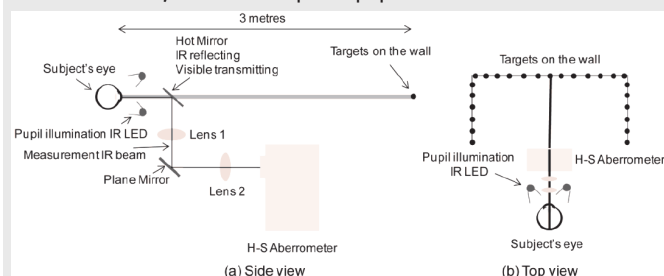 3 metres
Hot Mirror
IR reflecting
Visible transmitting
Targets on the wall
Subject's eye
Pupil illumination IR LED
Measurement IR beam
Lens 1
Plane Mirror
Lens 2
H-S Aberrometer
(a) Side view
Targets on the wall
Pupil illumination
IR LED
H-S Aberrometer
Subject's eye
(b) Top view